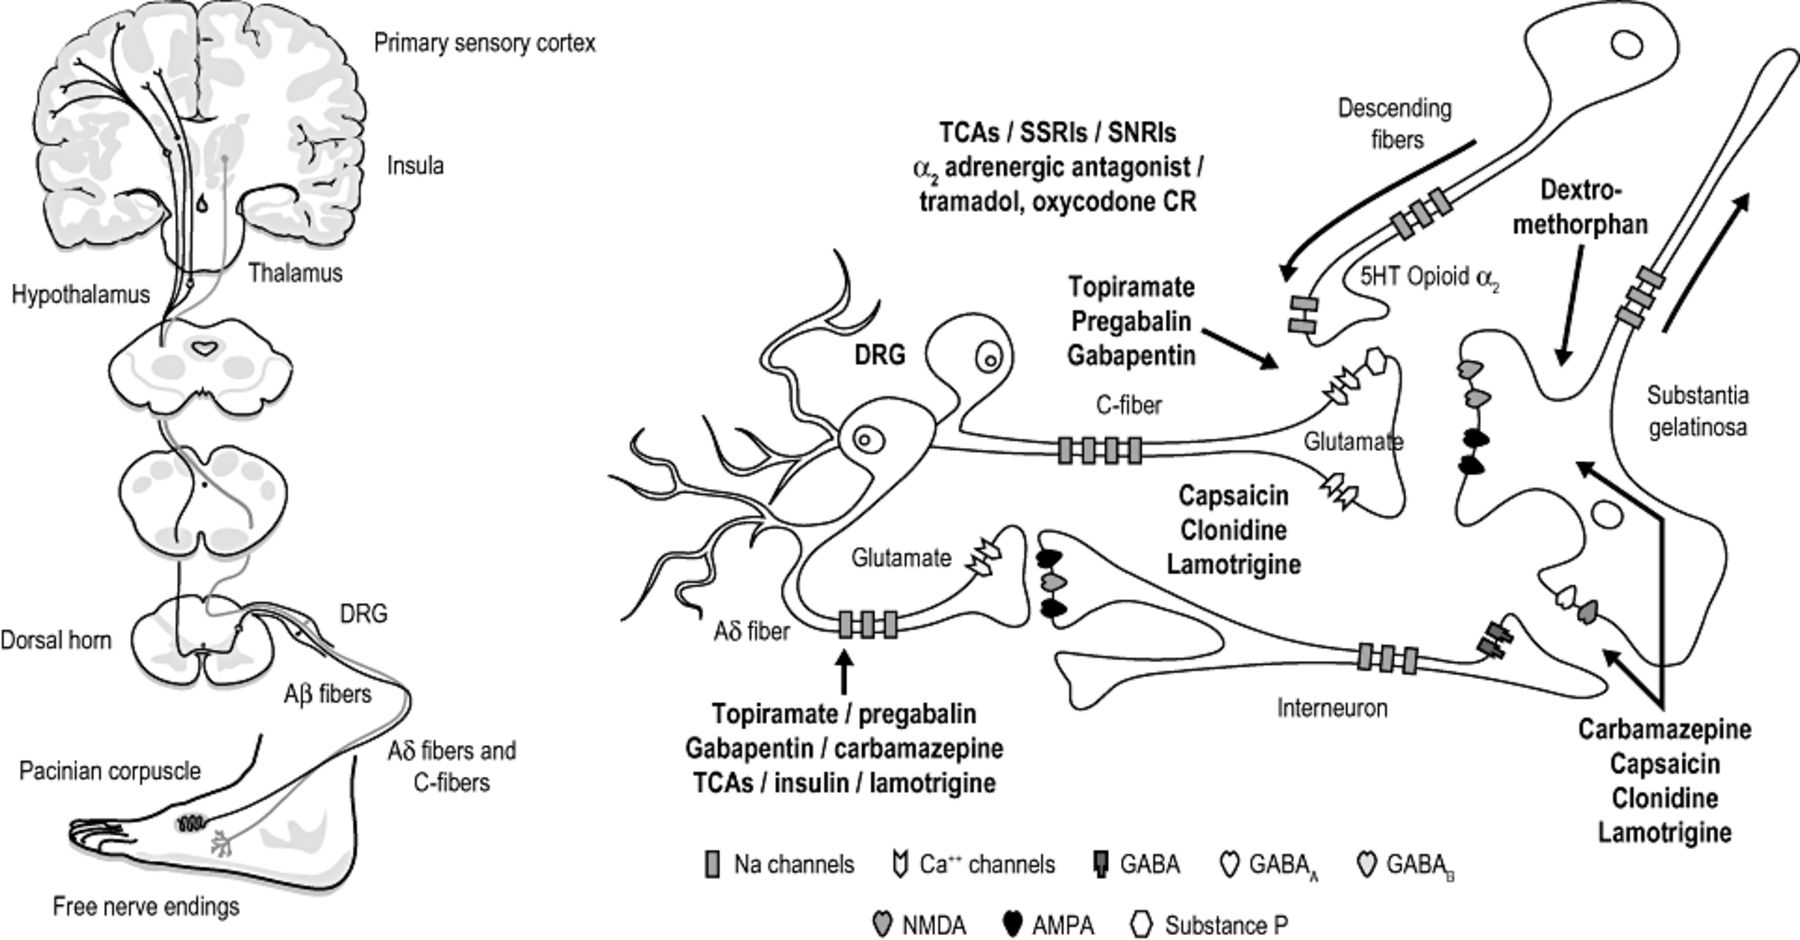 Primary sensory cortex
Insula
Thalamus
Hypothalamus
DRG
Dorsal horn
Aβ fibers
Aδ fibers and
C-fibers
Pacinian corpuscle
Free nerve endings
TCAs / SSRIs / SNRIs
α2 adrenergic antagonist /
tramadol, oxycodone CR
Descending
fibers
Dextro-
methorphan
5HT Opioid α2
Topiramate
Pregabalin
Gabapentin
DRG
C-fiber
Glutamate
Substantia
gelatinosa
Capsaicin
Clonidine
Lamotrigine
Glutamate
Aδ fiber
Interneuron
Topiramate / pregabalin
Gabapentin / carbamazepine
TCAs / insulin / lamotrigine
Carbamazepine
Capsaicin
Clonidine
Lamotrigine
Na channels
Ca++ channels
GABA
GABAA
GABAB
NMDA
AMPA
Substance P